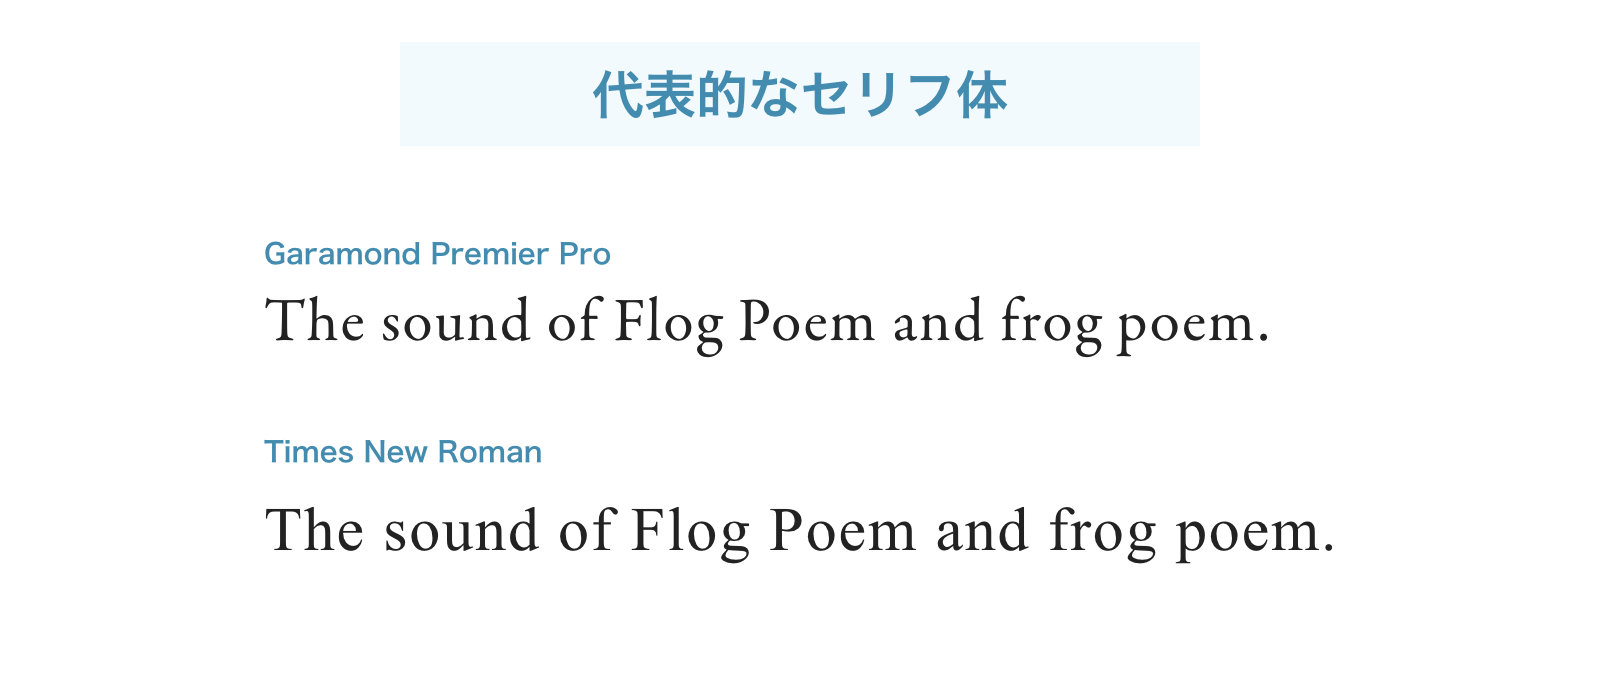 代表的なセリフ体
Garamond Premier Pro
The sound of Flog Poem and frog poem.
Times New Roman
The sound of Flog Poem and frog poem.